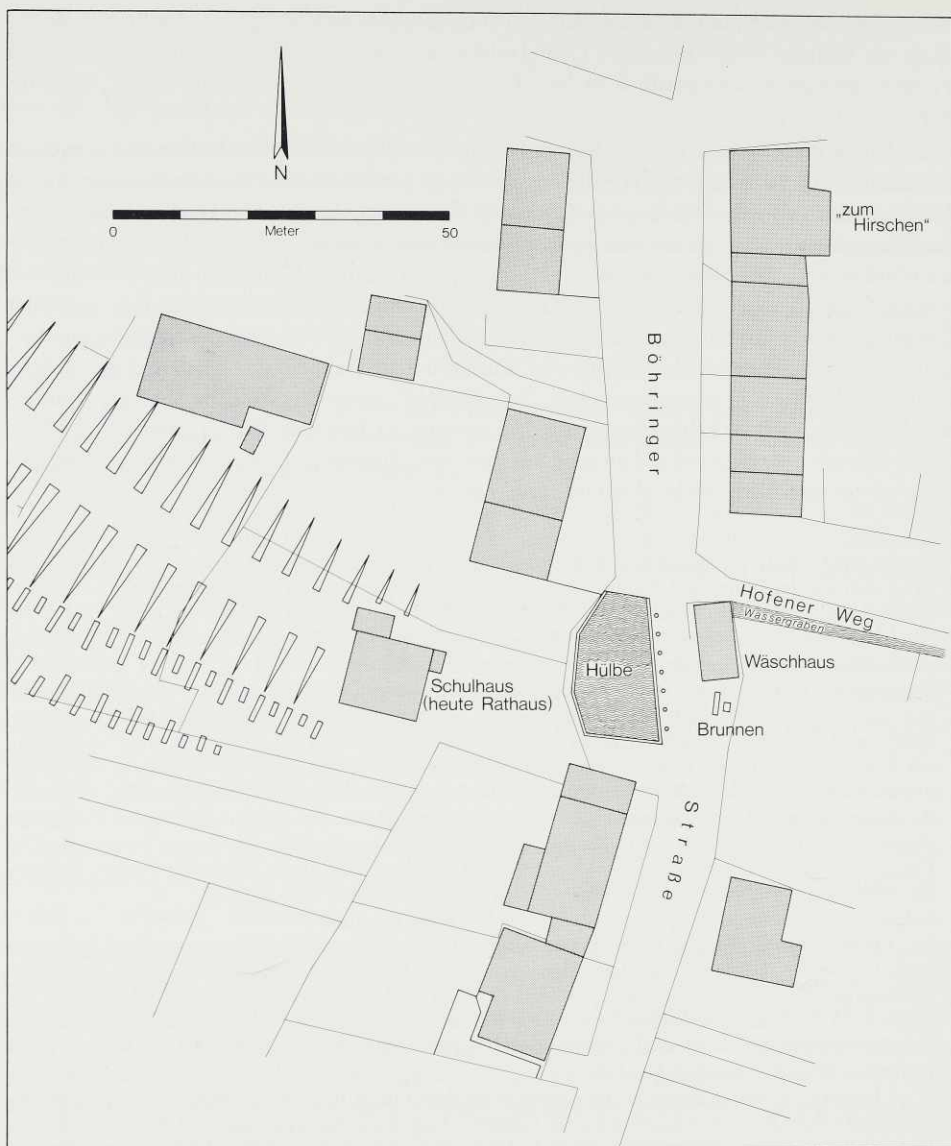 N
0 Meter 50
„zum
Hirschen“
Böhringer
Hofener Weg
Wassergraben
Hülbe
Wäschhaus
Schulhaus
(heute Rathaus)
Brunnen
Straße